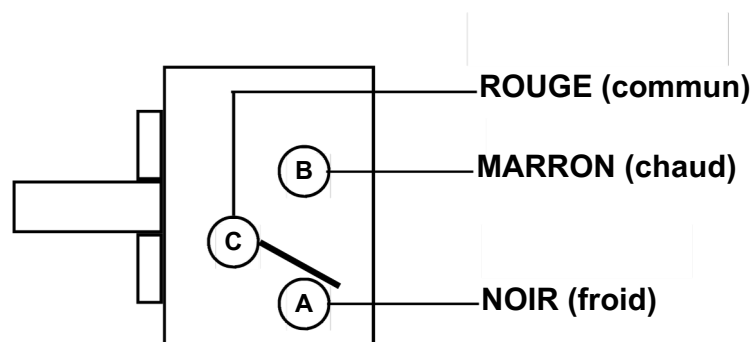 ROUGE (commun)
B
MARRON (chaud)
C
A
NOIR (froid)